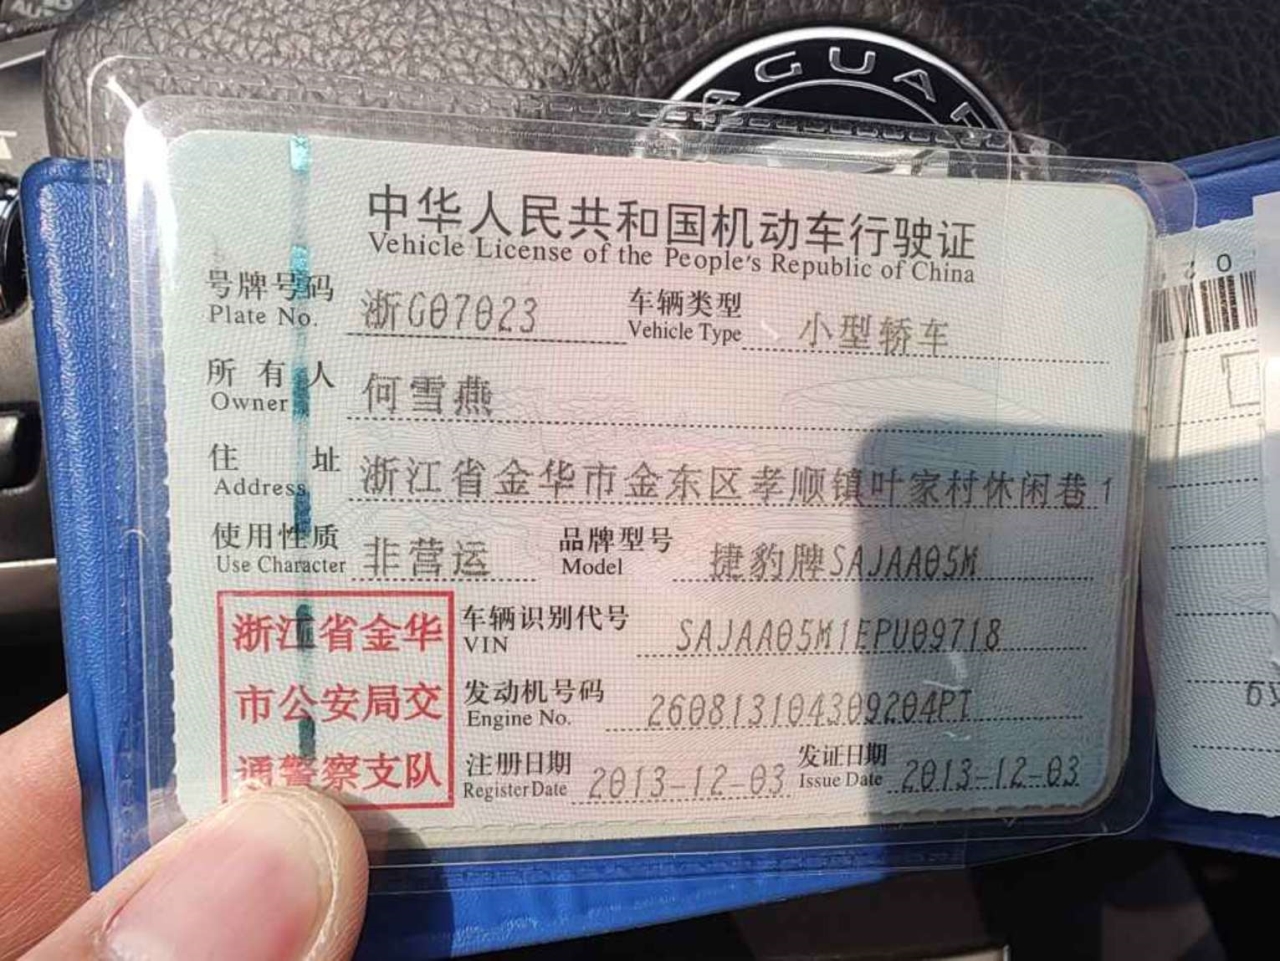 JAGUAR
中华人民共和国机动车行驶证
Vehicle License of the People's Republic of China
号牌号码 浙G07023 车辆类型 小型轿车
Plate No. Vehicle Type
所有人 何雪燕
Owner
住址 浙江省金华市金东区孝顺镇叶家村休闲巷1
Address
使用性质 非营运 品牌型号 捷豹牌SAJAA05M
Use Character Model
浙江省金华
市公安局交
通警察支队
车辆识别代号 SAJAA05M1EPU09718
VIN
发动机号码 260813104309204PT
Engine No.
注册日期 2013-12-03 发证日期 2013-12-03
Register Date Issue Date